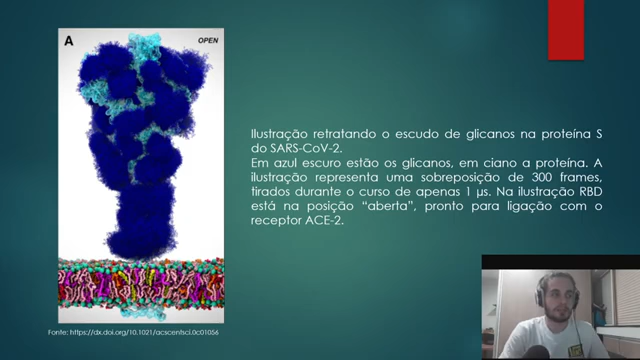 A
OPEN
Ilustração retratando o escudo de glicanos na proteína S
do SARS-CoV-2.
Em azul escuro estão os glicanos, em ciano a proteína. A
ilustração representa uma sobreposição de 300 frames,
tirados durante o curso de apenas 1 µs. Na ilustração RBD
está na posição “aberta”, pronto para ligação com o
receptor ACE-2.
Fonte: https://dx.doi.org/10.1021/acscentsci.0c01056